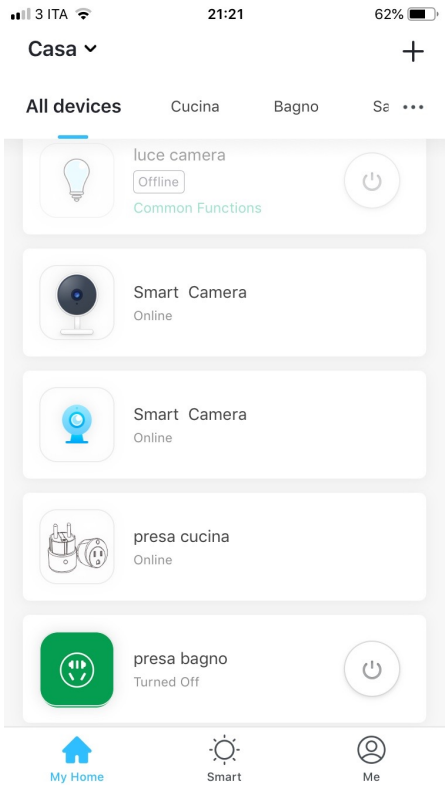 3 ITA 21:21 62%
Casa
All devices Cucina Bagno Sa
luce camera
Offline
Common Functions
Smart Camera
Online
Smart Camera
Online
presa cucina
Online
presa bagno
Turned Off
My Home Smart Me